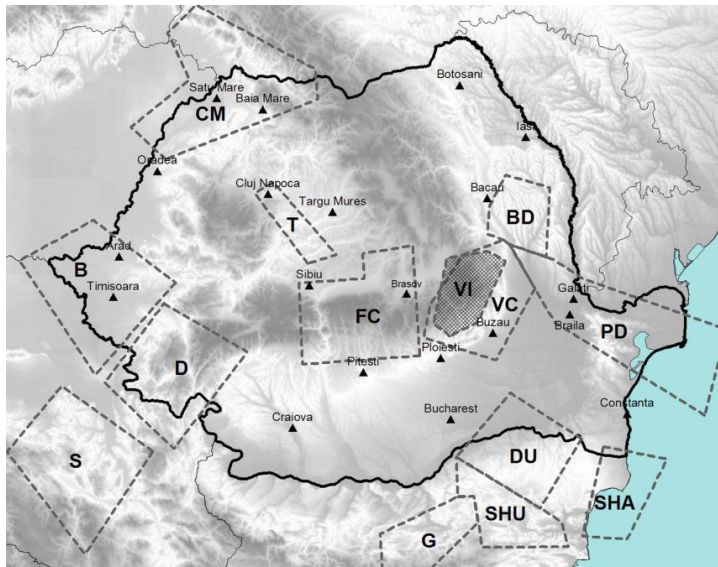 Botosani
Satu Mare
Baia Mare
CM
Iasi
Oradea
Cluj Napoca
Bacau
Targu Mures
BD
T
Arad
B
Sibiu
Brasov
VI
Timisoara
VC
Galati
FC
Braila
Buzau
PD
Ploiesti
D
Pitesti
Constanta
Craiova
Bucharest
S
DU
SHA
SHU
G